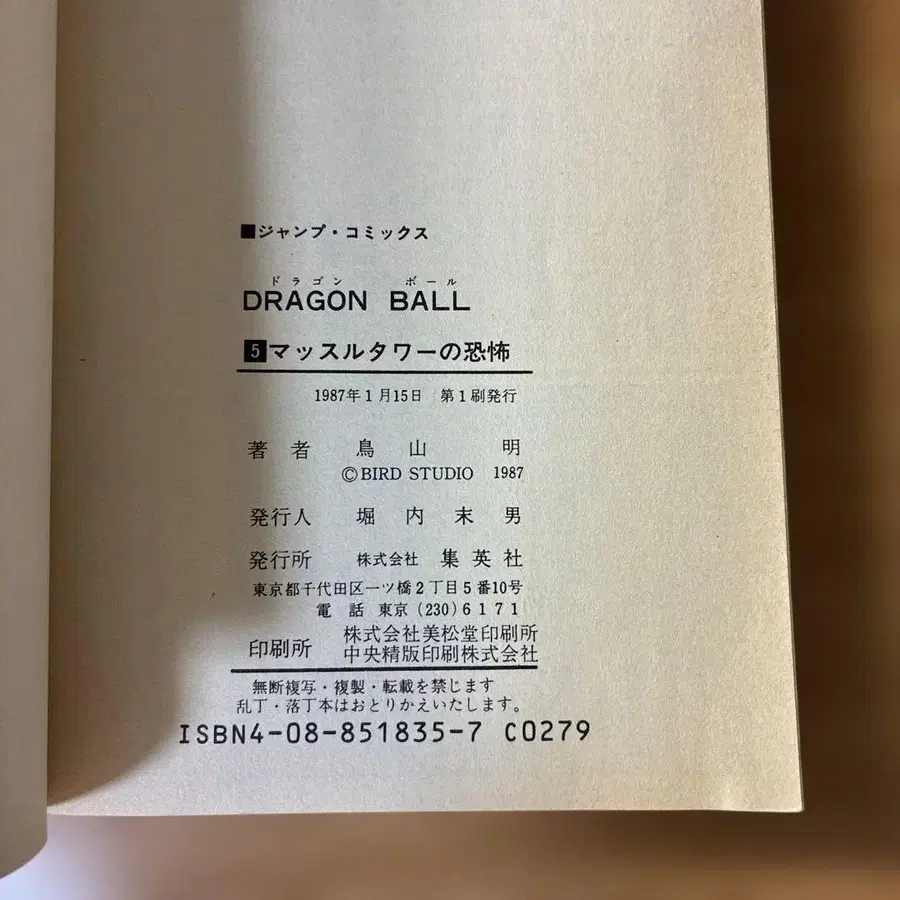 ■ジャンプ・コミックス
ドラゴン ボール
DRAGON BALL
5 マッスルタワーの恐怖
1987年1月15日 第1刷発行
著者 鳥山 明
©BIRD STUDIO 1987
発行人 堀内末男
発行所 株式会社 集英社
東京都千代田区一ツ橋2丁目5番10号
電話 東京(230)6171
印刷所 株式会社美松堂印刷所
中央精版印刷株式会社
無断複写・複製・転載を禁じます
乱丁・落丁本はおとりかえいたします。
ISBN4-08-851835-7 C0279